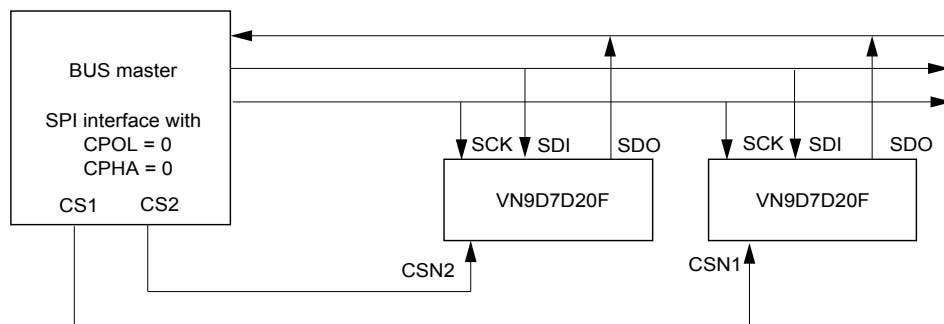 BUS master
SPI interface with
CPOL = 0
CPHA = 0
CS1 CS2
SCK SDI SDO
VN9D7D20F
CSN2
SCK SDI SDO
VN9D7D20F
CSN1